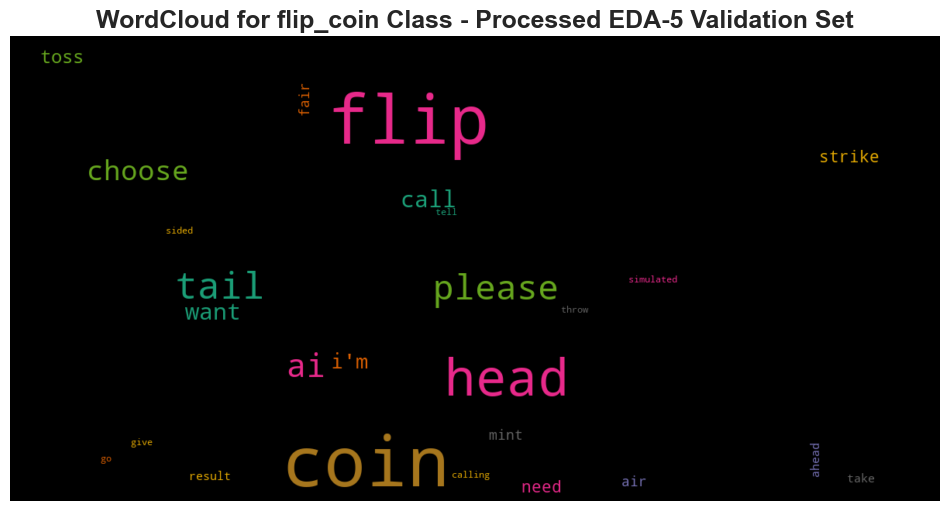 WordCloud for flip_coin Class - Processed EDA-5 Validation Set
toss
fair
flip
strike
choose
call
tell
sided
tail
please
simulated
want
throw
ai
i'm
head
coin
mint
give
go
result
calling
need
air
ahead
take